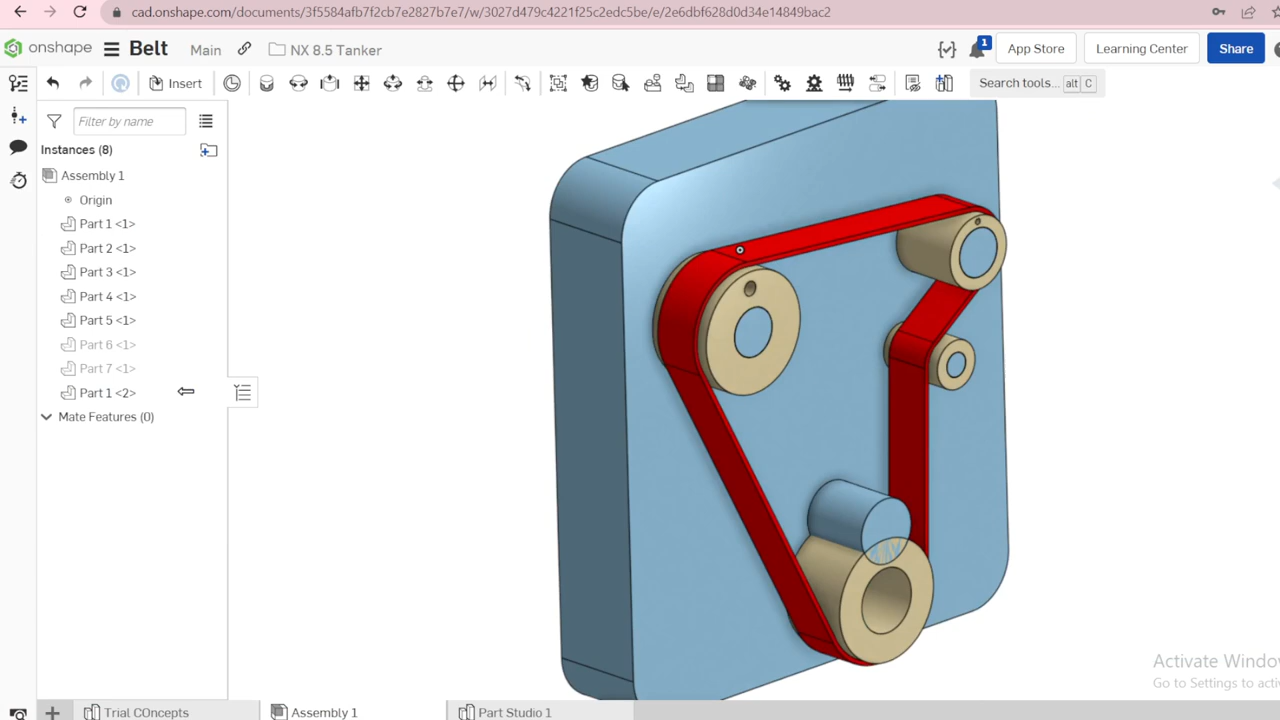 cad.onshape.com/documents/3f5584afb7f2cb7e2827b7e7/w/3027d479c4221f25c2edc5be/e/2e6dbf628d0d34e14849bac2
onshape Belt Main NX 8.5 Tanker 1 App Store Learning Center Share
Insert Search tools... alt C
Filter by name
Instances (8)
Assembly 1
Origin
Part 1 <1>
Part 2 <1>
Part 3 <1>
Part 4 <1>
Part 5 <1>
Part 6 <1>
Part 7 <1>
Part 1 <2>
Mate Features (0)
Activate Windo
Go to Settings to acti
Trial COncepts Assembly 1 Part Studio 1